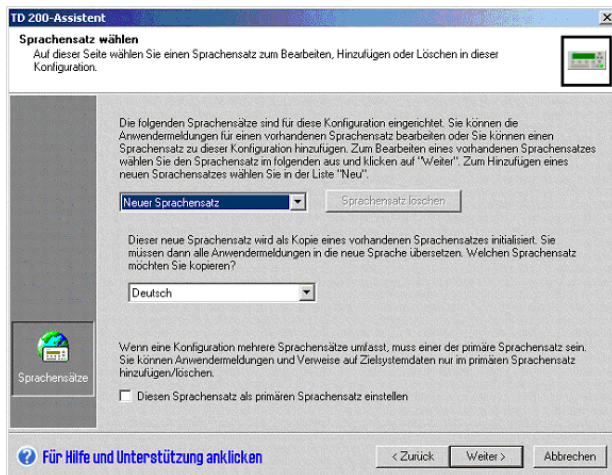 TD 200-Assistent
Sprachensatz wählen
Auf dieser Seite wählen Sie einen Sprachensatz zum Bearbeiten, Hinzufügen oder Löschen in dieser
Konfiguration.
Die folgenden Sprachensätze sind für diese Konfiguration eingerichtet. Sie können die
Anwendermeldungen für einen vorhandenen Sprachensatz bearbeiten oder Sie können einen
Sprachensatz zu dieser Konfiguration hinzufügen. Zum Bearbeiten eines vorhandenen Sprachensatzes
wählen Sie den Sprachensatz im folgenden aus und klicken auf "Weiter". Zum Hinzufügen eines
neuen Sprachensatzes wählen Sie in der Liste "Neu".
Neuer Sprachensatz
Sprachensatz löschen
Dieser neue Sprachensatz wird als Kopie eines vorhandenen Sprachensatzes initialisiert. Sie
müssen dann alle Anwendermeldungen in die neue Sprache übersetzen. Welchen Sprachensatz
möchten Sie kopieren?
Deutsch
Wenn eine Konfiguration mehrere Sprachensätze umfasst, muss einer der primäre Sprachensatz sein.
Sie können Anwendermeldungen und Verweise auf Zielsystemdaten nur im primären Sprachensatz
hinzufügen/löschen.
Sprachensätze
Diesen Sprachensatz als primären Sprachensatz einstellen
Für Hilfe und Unterstützung anklicken
< Zurück
Weiter >
Abbrechen